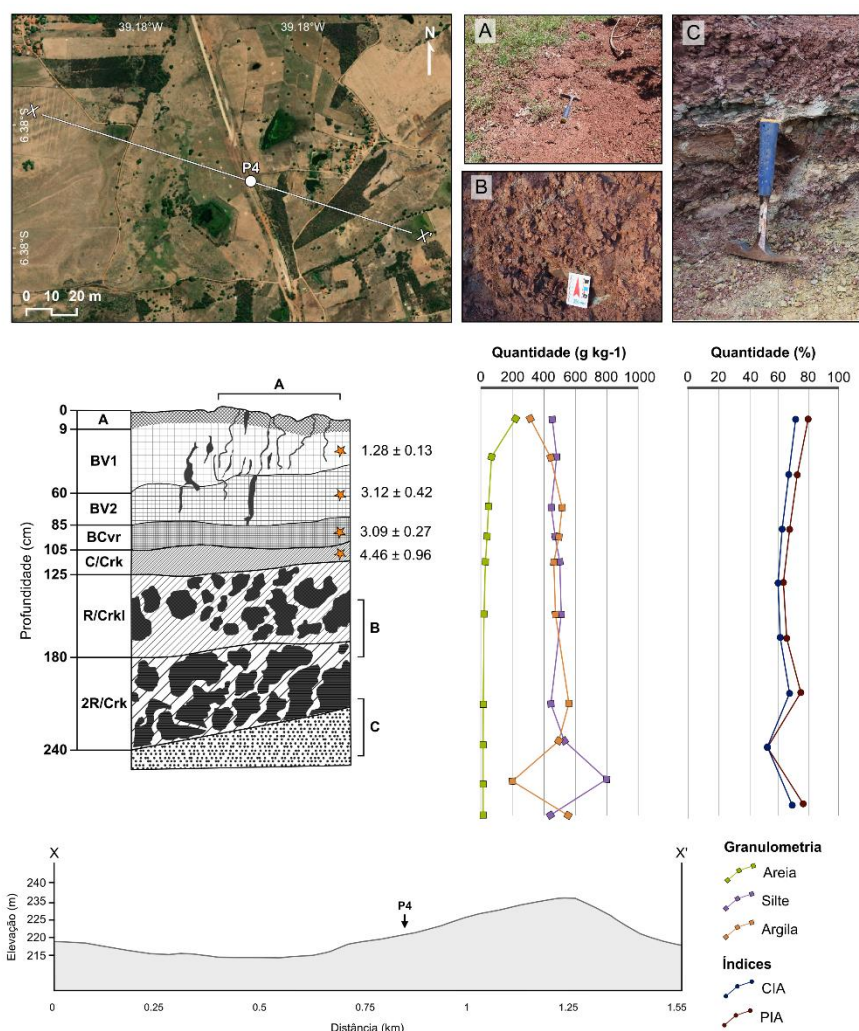 39.18°W 39.18°W
N
6.38°S
X
P4
X'
6.38°S
0 10 20 m
A
B
C
Quantidade (g kg-1) Quantidade (%)
0 200 400 600 1000 0 20 40 60 80 100
A
Profundidade (cm)
0
A
9
BV1
1.28 ± 0.13
60
BV2
3.12 ± 0.42
85
BCvr
3.09 ± 0.27
105
C/Crk
4.46 ± 0.96
125
R/Crkl
B
180
2R/Crk
C
240
X X'
Elevação (m)
240
235
225
220
215
P4
0 0.25 0.5 0.75 1 1.25 1.55
Distância (km)
Granulometria
Areia
Silte
Argila
Índices
CIA
PIA